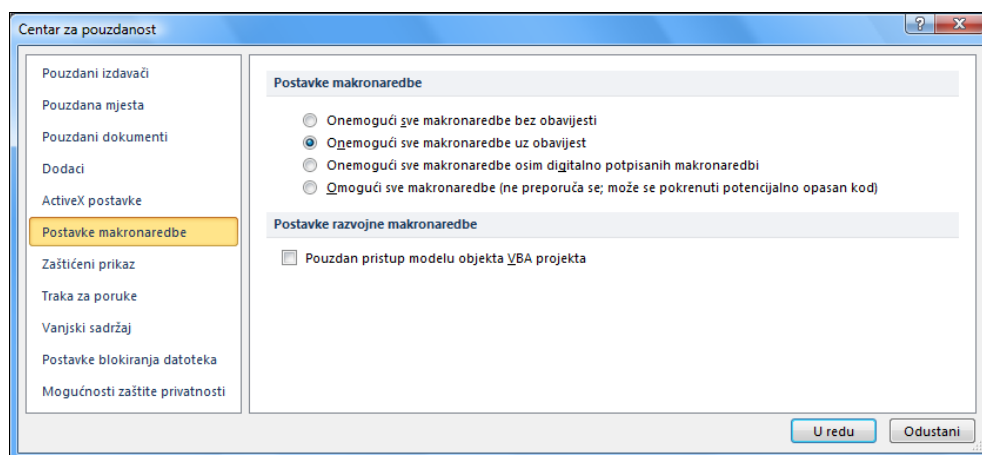 Centar za pouzdanost
Pouzdani izdavači
Pouzdana mjesta
Pouzdani dokumenti
Dodaci
ActiveX postavke
Postavke makronaredbe
Zaštićeni prikaz
Traka za poruke
Vanjski sadržaj
Postavke blokiranja datoteka
Mogućnosti zaštite privatnosti
Postavke makronaredbe
Onemogući sve makronaredbe bez obavijesti
Onemogući sve makronaredbe uz obavijest
Onemogući sve makronaredbe osim digitalno potpisanih makronaredbi
Omogući sve makronaredbe (ne preporuča se; može se pokrenuti potencijalno opasan kod)
Postavke razvojne makronaredbe
Pouzdan pristup modelu objekta VBA projekta
U redu
Odustani